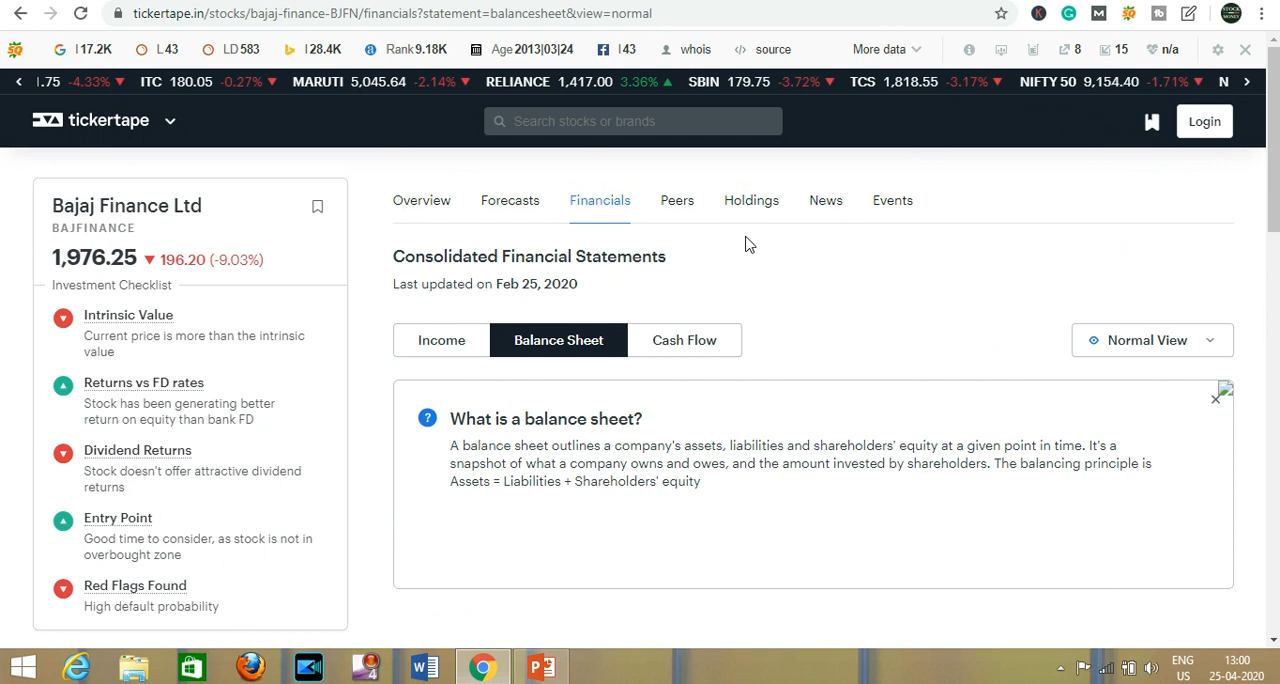 tickertape.in/stocks/bajaj-finance-BJFN/financials?statement=balancesheet&view=normal
I17.2K L43 LD583 I28.4K Rank9.18K Age2013|03|24 I43 whois source More data 8 15 n/a
1.75 -4.33% ITC 180.05 -0.27% MARUTI 5,045.64 -2.14% RELIANCE 1,417.00 3.36% SBIN 179.75 -3.72% TCS 1,818.55 -3.17% NIFTY 50 9,154.40 -1.71% N
tickertape
Search stocks or brands
Login
Bajaj Finance Ltd
BAJFINANCE
1,976.25 196.20 (-9.03%)
Investment Checklist
Intrinsic Value
Current price is more than the intrinsic
value
Returns vs FD rates
Stock has been generating better
return on equity than bank FD
Dividend Returns
Stock doesn't offer attractive dividend
returns
Entry Point
Good time to consider, as stock is not in
overbought zone
Red Flags Found
High default probability
Overview Forecasts Financials Peers Holdings News Events
Consolidated Financial Statements
Last updated on Feb 25, 2020
Income Balance Sheet Cash Flow
Normal View
What is a balance sheet?
A balance sheet outlines a company's assets, liabilities and shareholders' equity at a given point in time. It's a
snapshot of what a company owns and owes, and the amount invested by shareholders. The balancing principle is
Assets = Liabilities + Shareholders' equity
ENG
US
13:00
25-04-2020